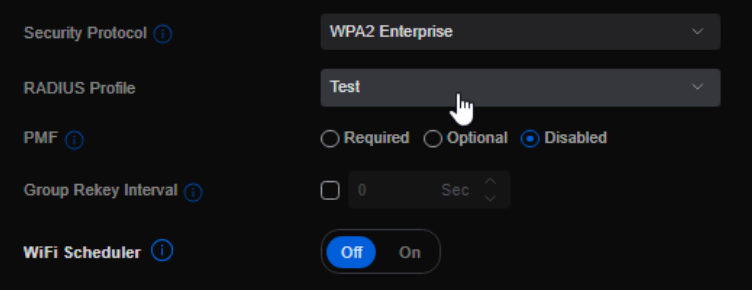 Security Protocol WPA2 Enterprise
RADIUS Profile Test
PMF Required Optional Disabled
Group Rekey Interval 0 Sec
WiFi Scheduler Off On